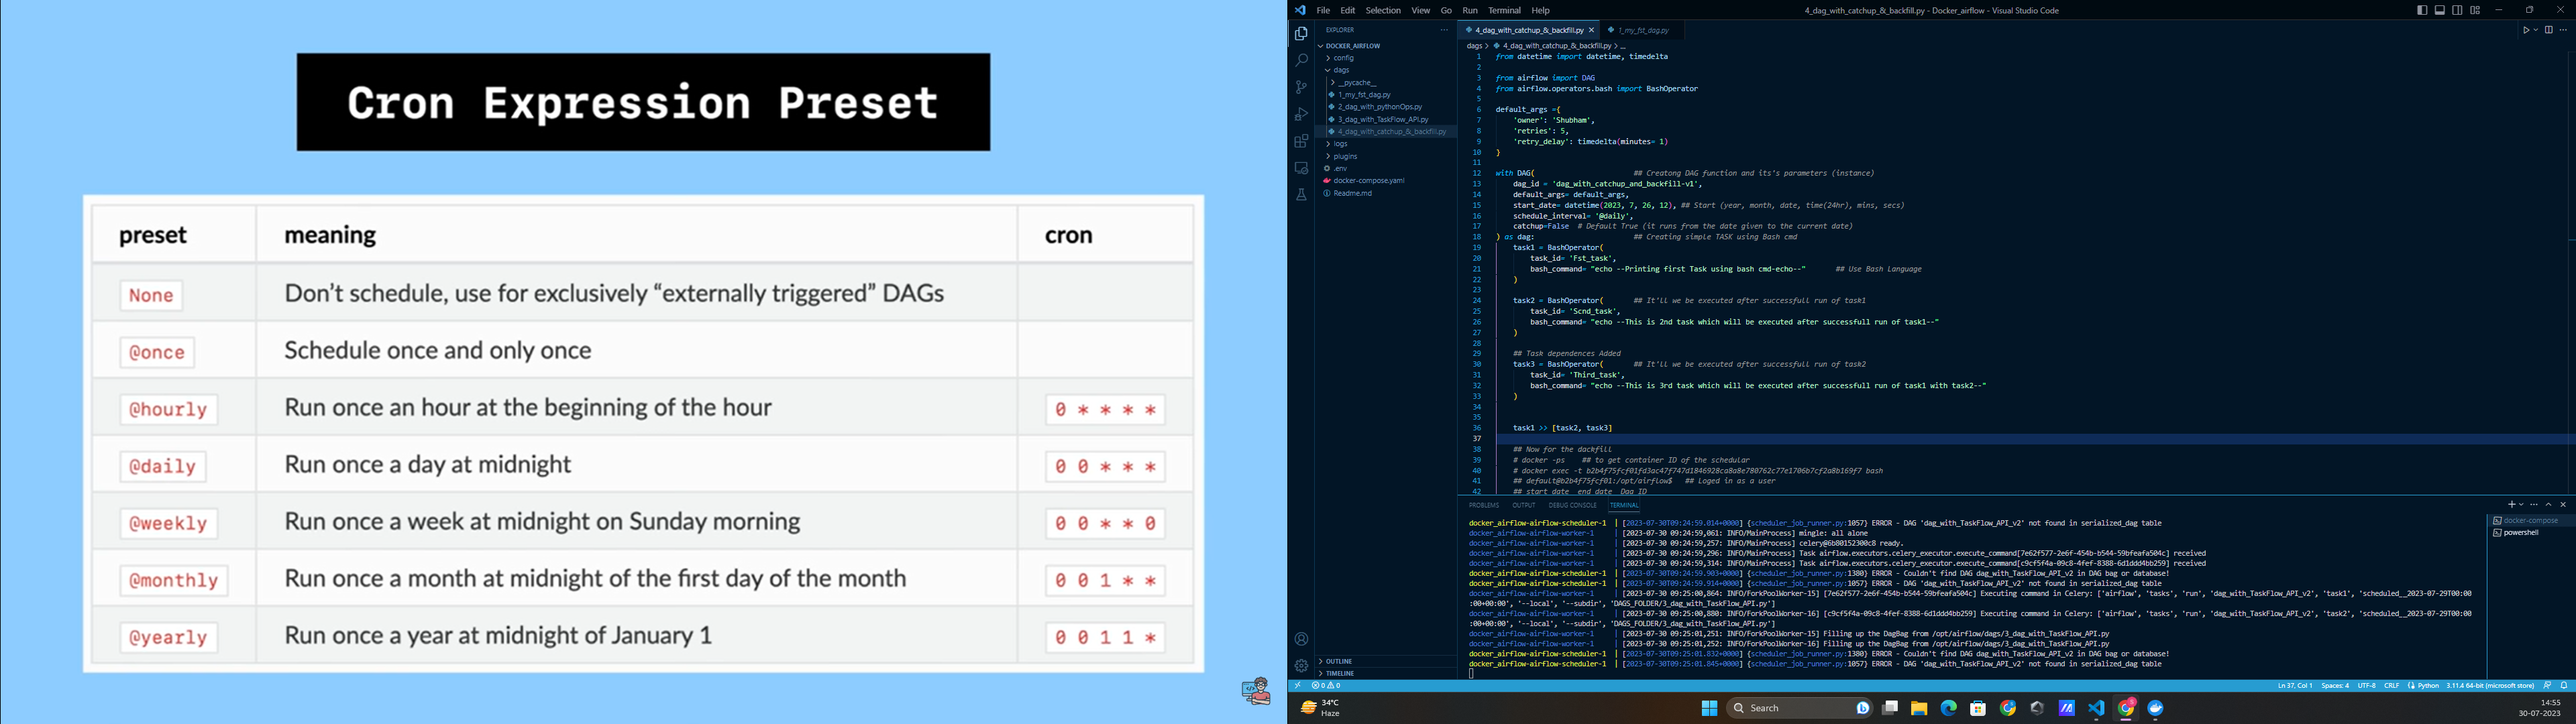 Cron Expression Preset
preset meaning cron
None Don't schedule, use for exclusively “externally triggered” DAGs
@once Schedule once and only once
@hourly Run once an hour at the beginning of the hour 0 * * * *
@daily Run once a day at midnight 0 0 * * *
@weekly Run once a week at midnight on Sunday morning 0 0 * * 0
@monthly Run once a month at midnight of the first day of the month 0 0 1 * *
@yearly Run once a year at midnight of January 1 0 0 1 1 *
File Edit Selection View Go Run Terminal Help
4_dag_with_catchup_&_backfill.py - Docker_airflow - Visual Studio Code
EXPLORER
DOCKER_AIRFLOW
config
dags
__pycache__
1_my_fst_dag.py
2_dag_with_pythonOps.py
3_dag_with_TaskFlow_API.py
4_dag_with_catchup_&_backfill.py
logs
plugins
.env
docker-compose.yaml
Readme.md
OUTLINE
TIMELINE
4_dag_with_catchup_&_backfill.py 1_my_fst_dag.py
dags > 4_dag_with_catchup_&_backfill.py > ...
1 from datetime import datetime, timedelta
2
3 from airflow import DAG
4 from airflow.operators.bash import BashOperator
5
6 default_args ={
7 'owner': 'Shubham',
8 'retries': 5,
9 'retry_delay': timedelta(minutes= 1)
10 }
11
12 with DAG( ## Creatong DAG function and its's parameters (instance)
13 dag_id = 'dag_with_catchup_and_backfill-v1',
14 default_args= default_args,
15 start_date= datetime(2023, 7, 26, 12), ## Start (year, month, date, time(24hr), mins, secs)
16 schedule_interval= '@daily',
17 catchup=False # Default True (it runs from the date given to the current date)
18 ) as dag: ## Creating simple TASK using Bash cmd
19 task1 = BashOperator(
20 task_id= 'Fst_task',
21 bash_command= "echo --Printing first Task using bash cmd-echo--" ## Use Bash Language
22 )
23
24 task2 = BashOperator( ## It'll we be executed after successfull run of task1
25 task_id= 'Scnd_task',
26 bash_command= "echo --This is 2nd task which will be executed after successfull run of task1--"
27 )
28
29 ## Task dependences Added
30 task3 = BashOperator( ## It'll we be executed after successfull run of task2
31 task_id= 'Third_task',
32 bash_command= "echo --This is 3rd task which will be executed after successfull run of task1 with task2--"
33 )
34
35
36 task1 >> [task2, task3]
37
38 ## Now for the dackfill
39 # docker -ps ## to get container ID of the schedular
40 # docker exec -t b2b4f75fcf01fd3ac47f747d1846928ca8a8e780762c77e1706b7cf2a8b169f7 bash
41 ## default@b2b4f75fcf01:/opt/airflow$ ## Loged in as a user
42 ## start_date end_date Dag_ID
PROBLEMS OUTPUT DEBUG CONSOLE TERMINAL
docker-compose
powershell
docker_airflow-airflow-scheduler-1 | [2023-07-30T09:24:59.014+0000] {scheduler_job_runner.py:1057} ERROR - DAG 'dag_with_TaskFlow_API_v2' not found in serialized_dag table
docker_airflow-airflow-worker-1 | [2023-07-30 09:24:59,061: INFO/MainProcess] mingle: all alone
docker_airflow-airflow-worker-1 | [2023-07-30 09:24:59,257: INFO/MainProcess] celery@6b80152300c8 ready.
docker_airflow-airflow-worker-1 | [2023-07-30 09:24:59,296: INFO/MainProcess] Task airflow.executors.celery_executor.execute_command[7e62f577-2e6f-454b-b544-59bfeafa504c] received
docker_airflow-airflow-worker-1 | [2023-07-30 09:24:59,314: INFO/MainProcess] Task airflow.executors.celery_executor.execute_command[c9cf5f4a-09c8-4fef-8388-6d1ddd4bb259] received
docker_airflow-airflow-scheduler-1 | [2023-07-30T09:24:59.903+0000] {scheduler_job_runner.py:1380} ERROR - Couldn't find DAG dag_with_TaskFlow_API_v2 in DAG bag or database!
docker_airflow-airflow-scheduler-1 | [2023-07-30T09:24:59.914+0000] {scheduler_job_runner.py:1057} ERROR - DAG 'dag_with_TaskFlow_API_v2' not found in serialized_dag table
docker_airflow-airflow-worker-1 | [2023-07-30 09:25:00,864: INFO/ForkPoolWorker-15] [7e62f577-2e6f-454b-b544-59bfeafa504c] Executing command in Celery: ['airflow', 'tasks', 'run', 'dag_with_TaskFlow_API_v2', 'task1', 'scheduled__2023-07-29T00:00
:00+00:00', '--local', '--subdir', 'DAGS_FOLDER/3_dag_with_TaskFlow_API.py']
docker_airflow-airflow-worker-1 | [2023-07-30 09:25:00,880: INFO/ForkPoolWorker-16] [c9cf5f4a-09c8-4fef-8388-6d1ddd4bb259] Executing command in Celery: ['airflow', 'tasks', 'run', 'dag_with_TaskFlow_API_v2', 'task2', 'scheduled__2023-07-29T00:00
:00+00:00', '--local', '--subdir', 'DAGS_FOLDER/3_dag_with_TaskFlow_API.py']
docker_airflow-airflow-worker-1 | [2023-07-30 09:25:01,251: INFO/ForkPoolWorker-15] Filling up the DagBag from /opt/airflow/dags/3_dag_with_TaskFlow_API.py
docker_airflow-airflow-worker-1 | [2023-07-30 09:25:01,252: INFO/ForkPoolWorker-16] Filling up the DagBag from /opt/airflow/dags/3_dag_with_TaskFlow_API.py
docker_airflow-airflow-scheduler-1 | [2023-07-30T09:25:01.832+0000] {scheduler_job_runner.py:1380} ERROR - Couldn't find DAG dag_with_TaskFlow_API_v2 in DAG bag or database!
docker_airflow-airflow-scheduler-1 | [2023-07-30T09:25:01.845+0000] {scheduler_job_runner.py:1057} ERROR - DAG 'dag_with_TaskFlow_API_v2' not found in serialized_dag table
0 0 Ln 37, Col 1 Spaces: 4 UTF-8 CRLF Python 3.11.4 64-bit (microsoft store)
34°C
Haze
Search
14:55
30-07-2023